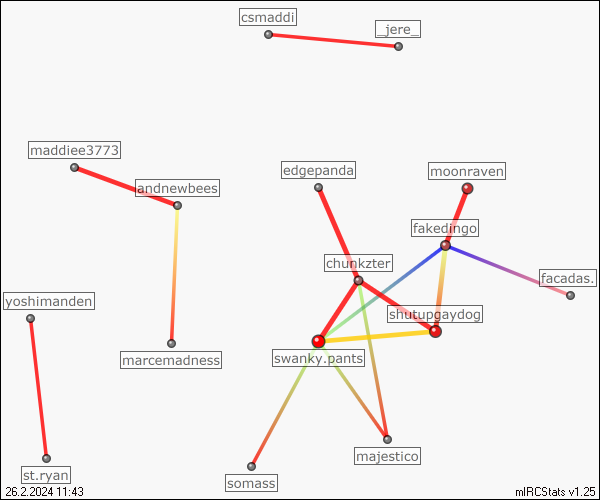 csmaddi
_jere_
maddiee3773
andnewbees
edgepanda
moonraven
fakedingo
chunkzter
facadas.
yoshimanden
shutupgaydog
marcemadness
swanky.pants
majestico
st.ryan
somass
26.2.2024 11:43
mIRCStats v1.25